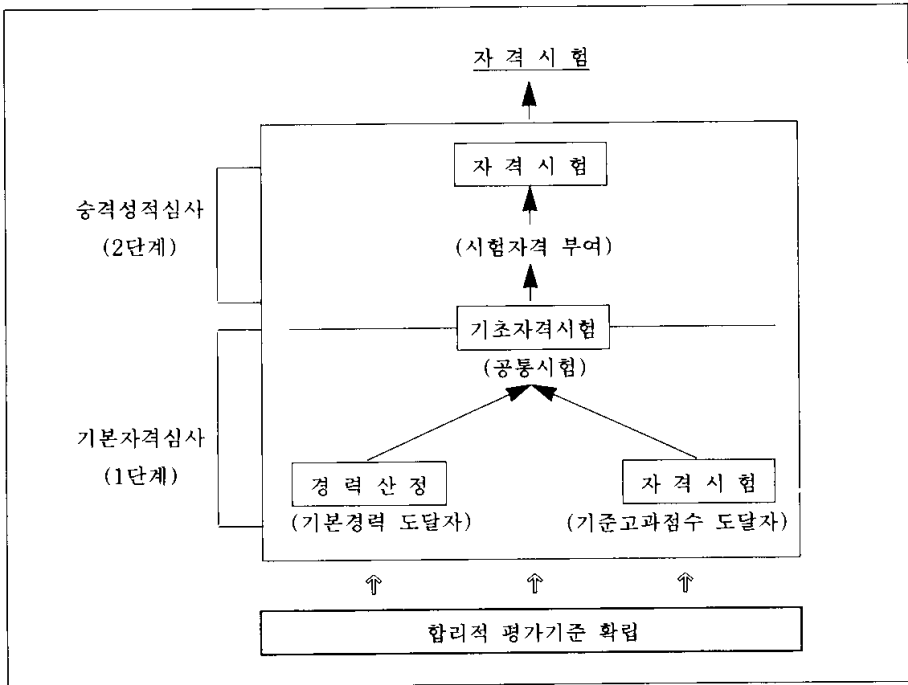 자 격 시 험
자 격 시 험
승격성적심사
(2단계)
(시험자격 부여)
기초자격시험
(공통시험)
기본자격심사
(1단계)
경 력 산 정
자 격 시 험
(기본경력 도달자)
(기준고과점수 도달자)
합리적 평가기준 확립